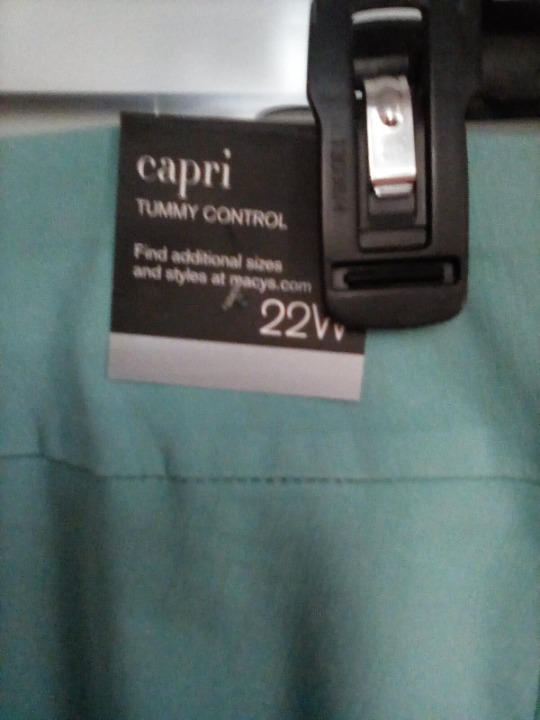 capri
TUMMY CONTROL
Find additional sizes
and styles at macys.com
22W